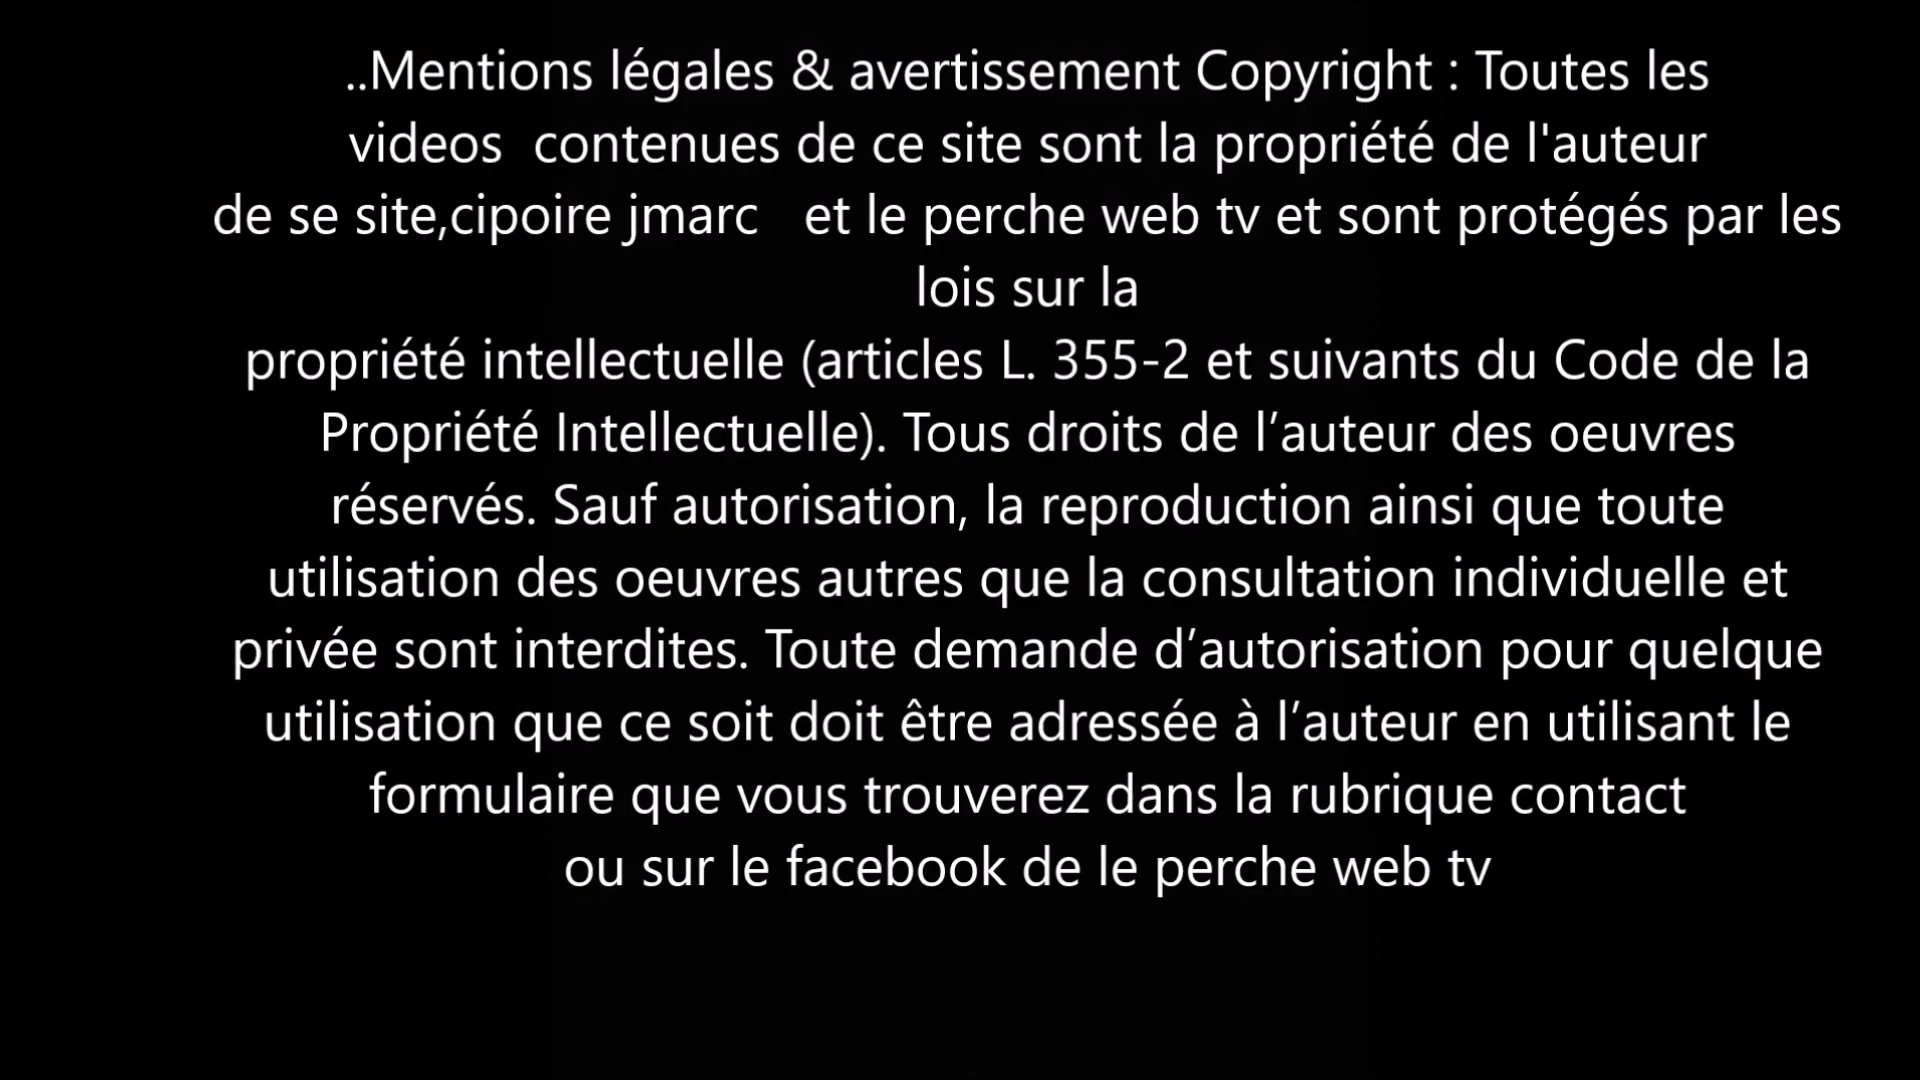 ..Mentions légales & avertissement Copyright : Toutes les
videos  contenues de ce site sont la propriété de l'auteur
de se site,cipoire jmarc   et le perche web tv et sont protégés par les
lois sur la
propriété intellectuelle (articles L. 355-2 et suivants du Code de la
Propriété Intellectuelle). Tous droits de l’auteur des oeuvres
réservés. Sauf autorisation, la reproduction ainsi que toute
utilisation des oeuvres autres que la consultation individuelle et
privée sont interdites. Toute demande d’autorisation pour quelque
utilisation que ce soit doit être adressée à l’auteur en utilisant le
formulaire que vous trouverez dans la rubrique contact
ou sur le facebook de le perche web tv